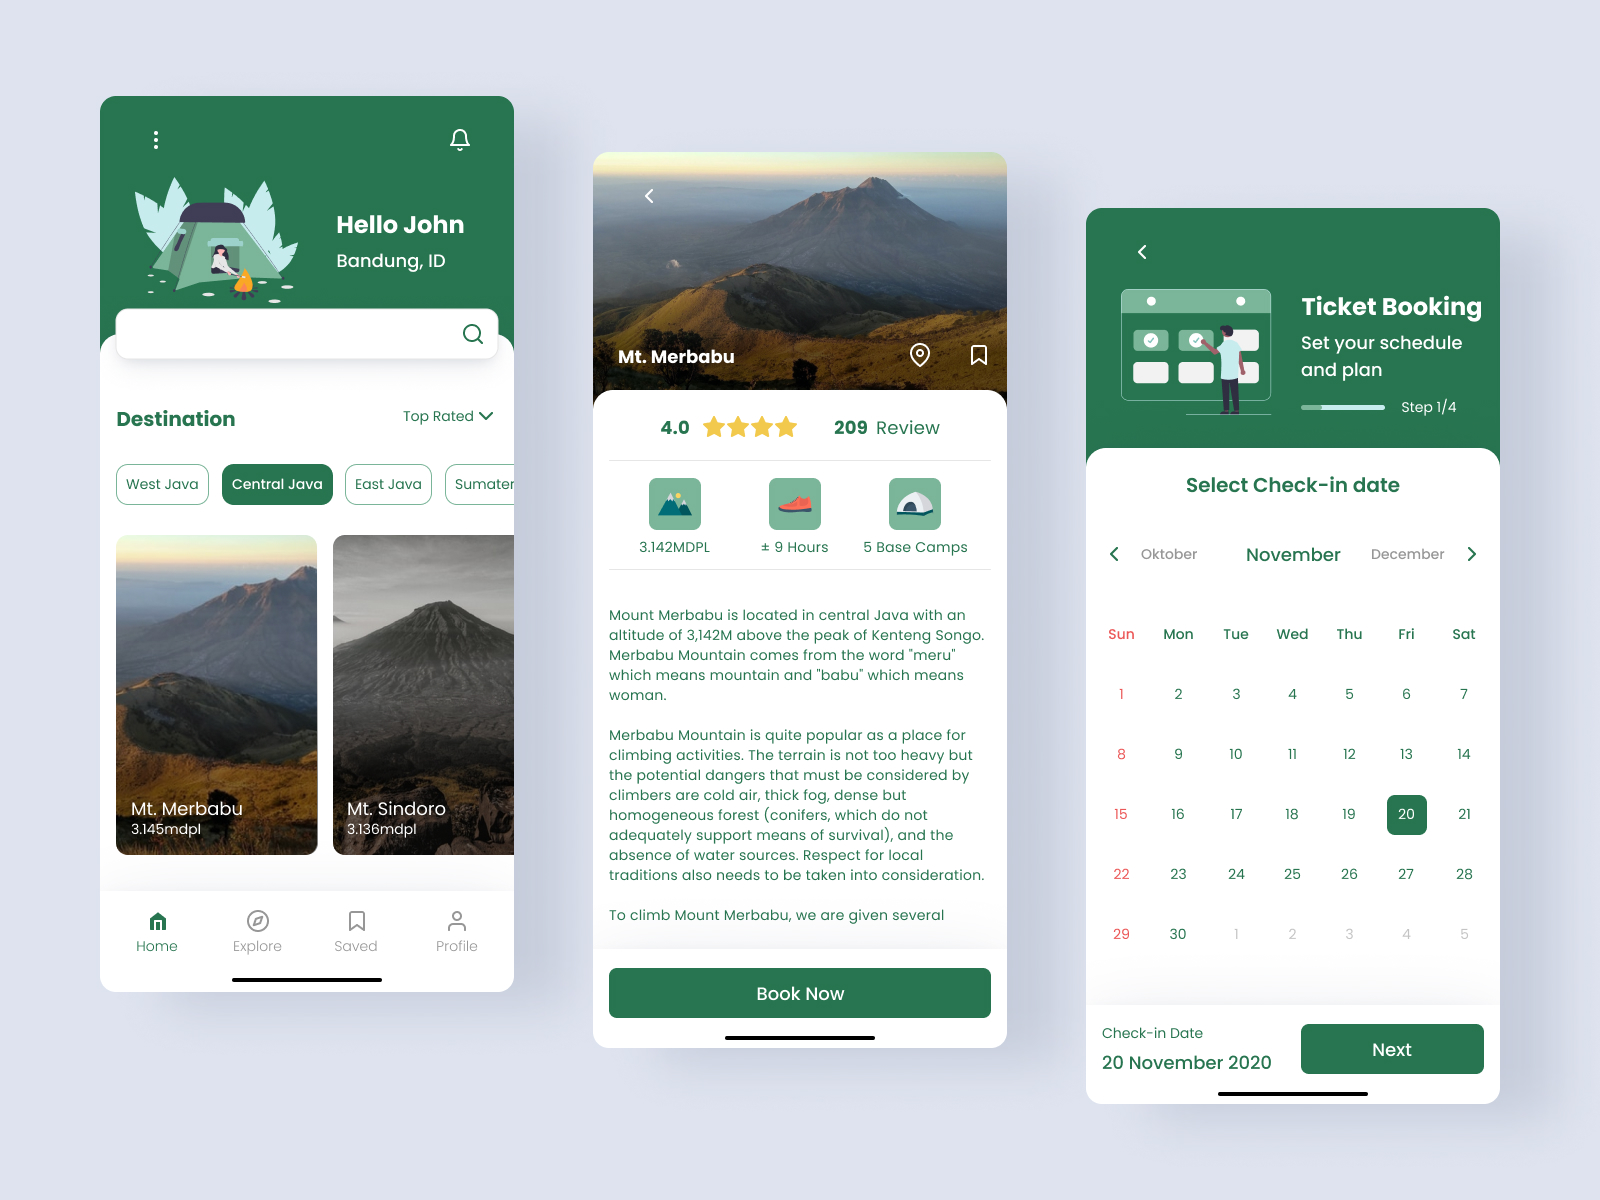 Hello John
Bandung, ID
Destination
Top Rated
West Java
Central Java
East Java
Sumater
Mt. Merbabu
3.145mdpl
Mt. Sindoro
3.136mdpl
Home
Explore
Saved
Profile
Mt. Merbabu
4.0
209 Review
3.142MDPL
± 9 Hours
5 Base Camps
Mount Merbabu is located in central Java with an
altitude of 3,142M above the peak of Kenteng Songo.
Merbabu Mountain comes from the word "meru"
which means mountain and "babu" which means
woman.
Merbabu Mountain is quite popular as a place for
climbing activities. The terrain is not too heavy but
the potential dangers that must be considered by
climbers are cold air, thick fog, dense but
homogeneous forest (conifers, which do not
adequately support means of survival), and the
absence of water sources. Respect for local
traditions also needs to be taken into consideration.
To climb Mount Merbabu, we are given several
Book Now
Ticket Booking
Set your schedule
and plan
Step 1/4
Select Check-in date
Oktober
November
December
Sun Mon Tue Wed Thu Fri Sat
1 2 3 4 5 6 7
8 9 10 11 12 13 14
15 16 17 18 19 20 21
22 23 24 25 26 27 28
29 30 1 2 3 4 5
Check-in Date
20 November 2020
Next